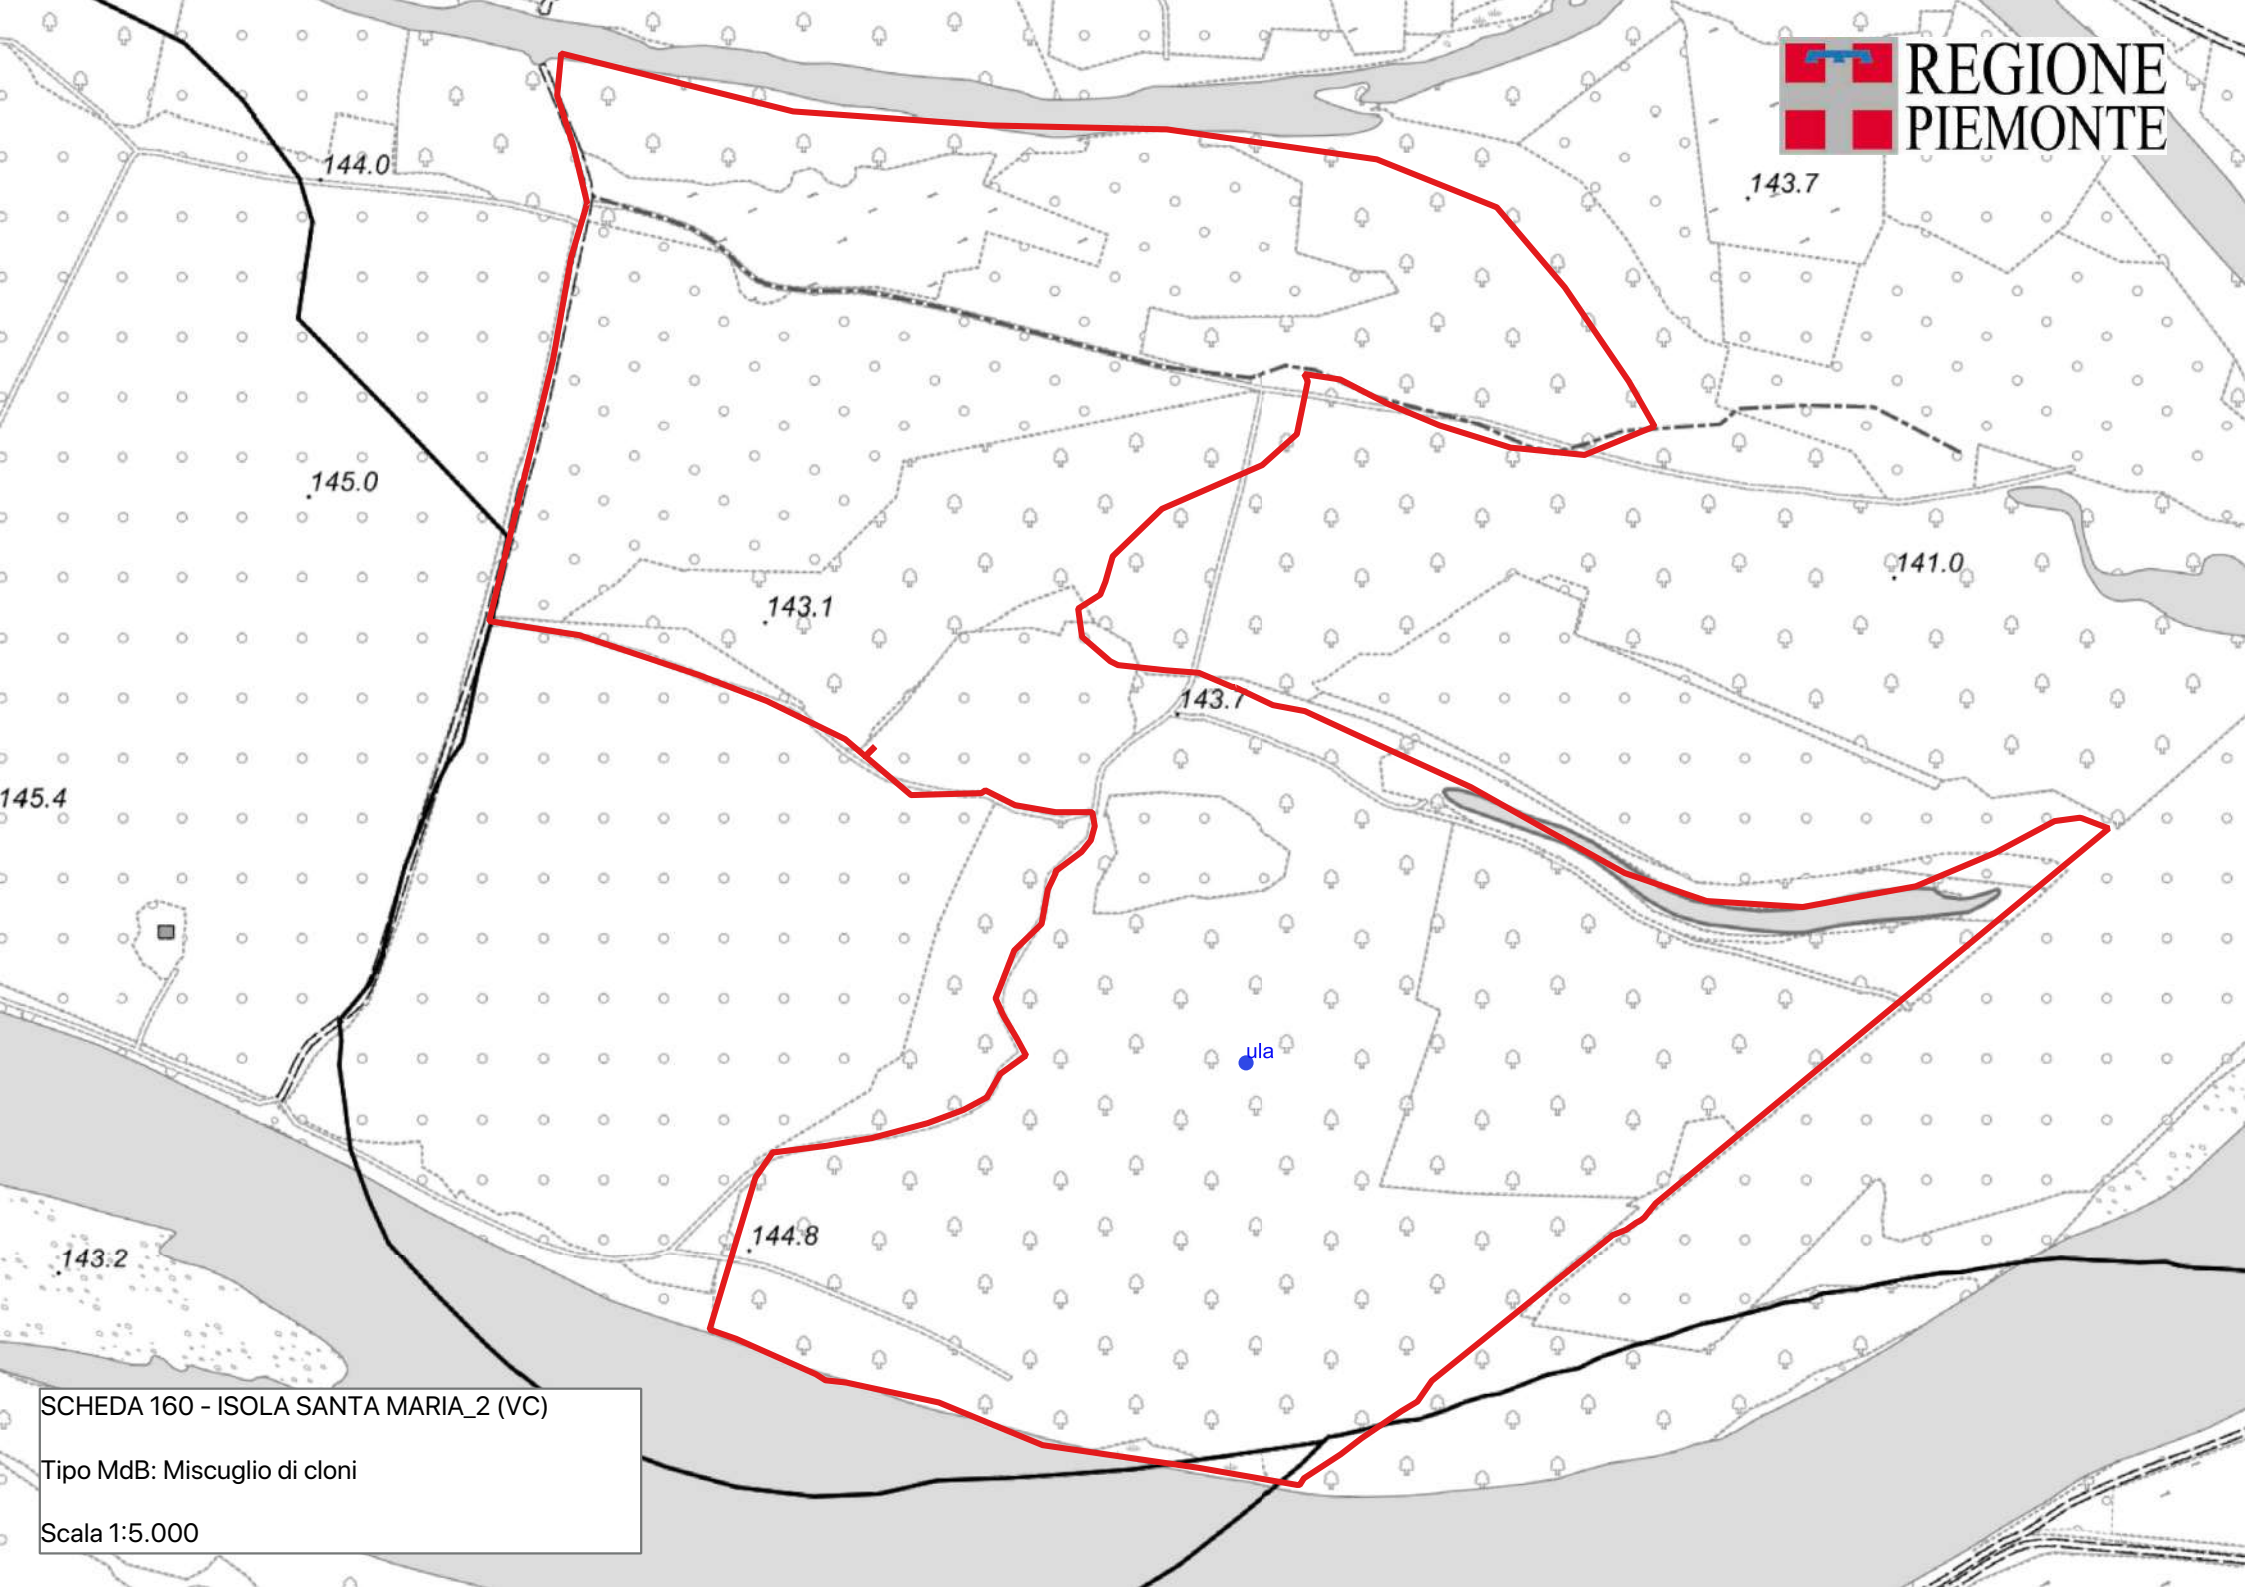 REGIONE
PIEMONTE
144.0
143.7
145.0
141.0
143.1
143.7
145.4
ula
144.8
143.2
SCHEDA 160 - ISOLA SANTA MARIA_2 (VC)
Tipo MdB: Miscuglio di cloni
Scala 1:5.000